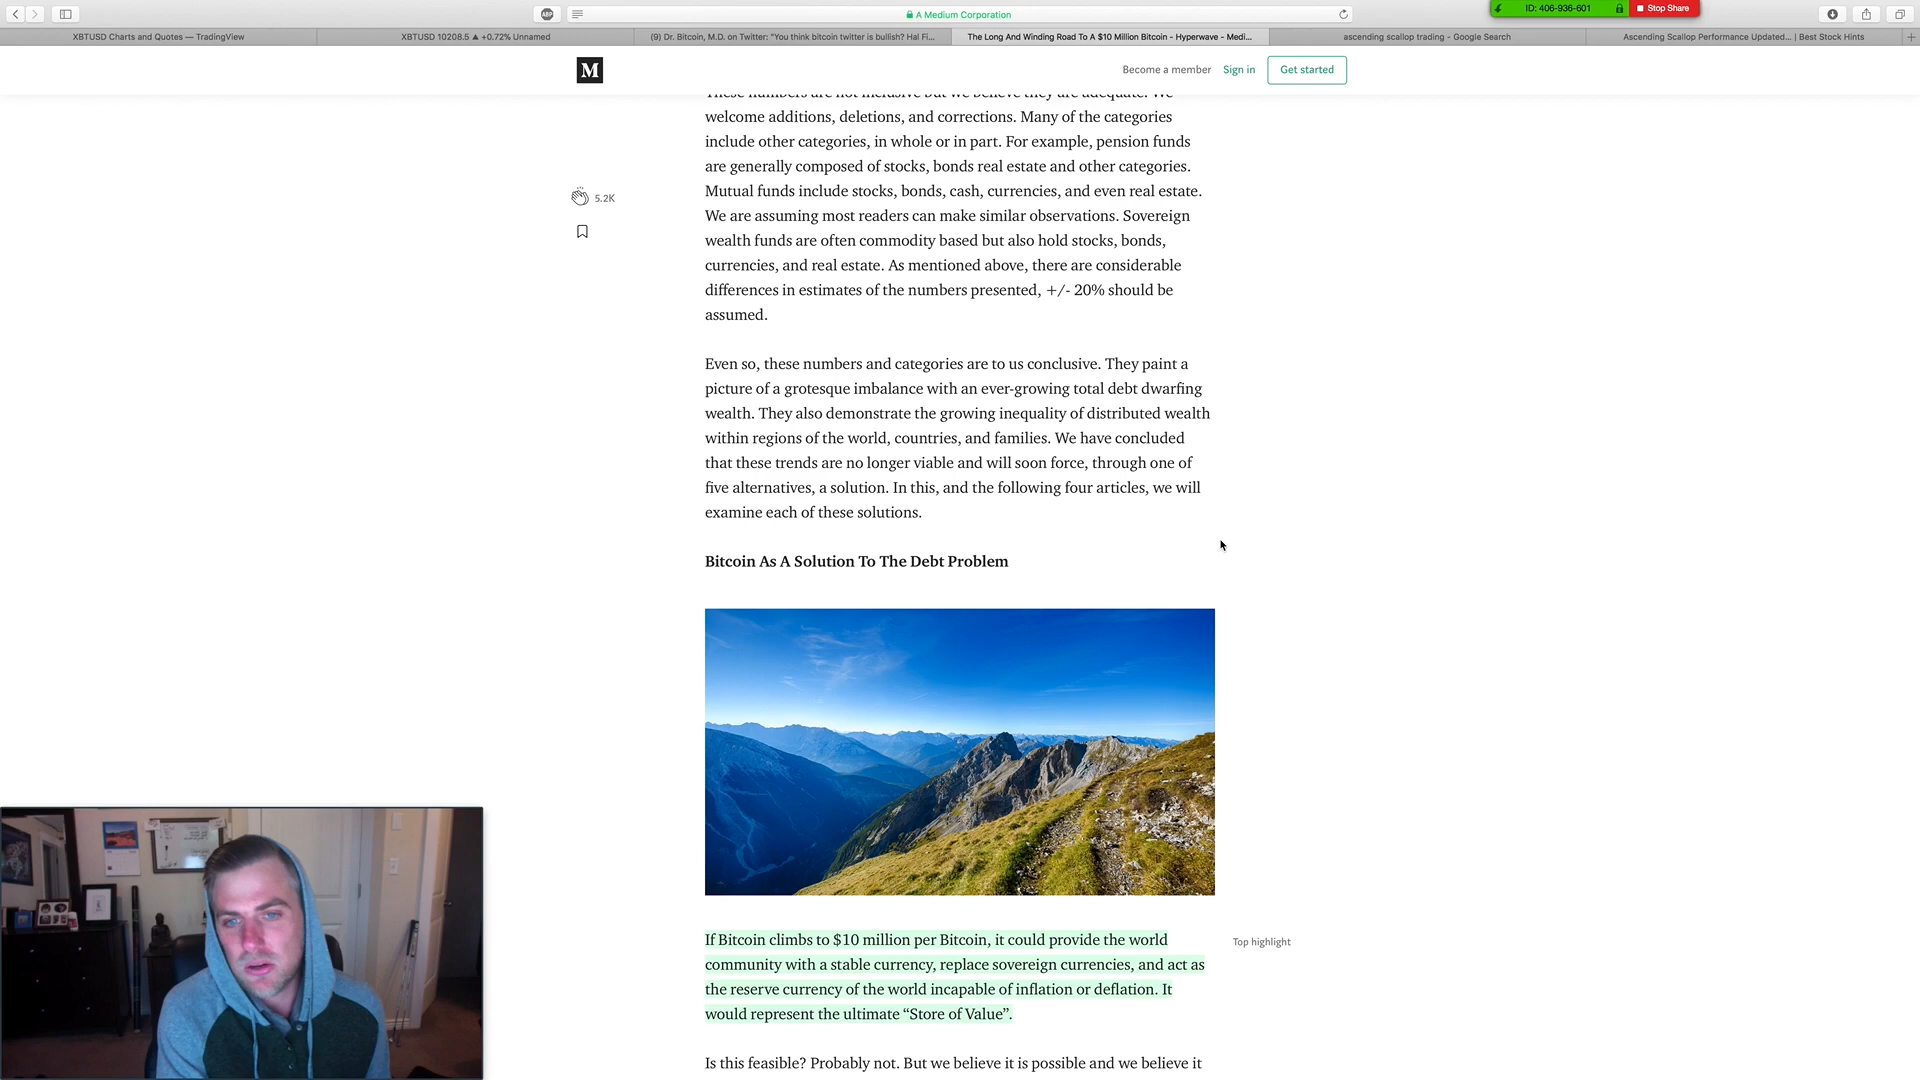 A Medium Corporation
ID: 406-936-601
Stop Share
XBTUSD Charts and Quotes — TradingView
XBTUSD 10208.5 ▲ +0.72% Unnamed
(9) Dr. Bitcoin, M.D. on Twitter: "You think bitcoin twitter is bullish? Hal Fi...
The Long And Winding Road To A $10 Million Bitcoin - Hyperwave - Medi...
ascending scallop trading - Google Search
Ascending Scallop Performance Updated... | Best Stock Hints
M
Become a member
Sign in
Get started
These numbers are not inclusive but we believe they are adequate. We
welcome additions, deletions, and corrections. Many of the categories
include other categories, in whole or in part. For example, pension funds
are generally composed of stocks, bonds real estate and other categories.
Mutual funds include stocks, bonds, cash, currencies, and even real estate.
We are assuming most readers can make similar observations. Sovereign
wealth funds are often commodity based but also hold stocks, bonds,
currencies, and real estate. As mentioned above, there are considerable
differences in estimates of the numbers presented, +/- 20% should be
assumed.
5.2K
Even so, these numbers and categories are to us conclusive. They paint a
picture of a grotesque imbalance with an ever-growing total debt dwarfing
wealth. They also demonstrate the growing inequality of distributed wealth
within regions of the world, countries, and families. We have concluded
that these trends are no longer viable and will soon force, through one of
five alternatives, a solution. In this, and the following four articles, we will
examine each of these solutions.
Bitcoin As A Solution To The Debt Problem
If Bitcoin climbs to $10 million per Bitcoin, it could provide the world
community with a stable currency, replace sovereign currencies, and act as
the reserve currency of the world incapable of inflation or deflation. It
would represent the ultimate “Store of Value”.
Top highlight
Is this feasible? Probably not. But we believe it is possible and we believe it